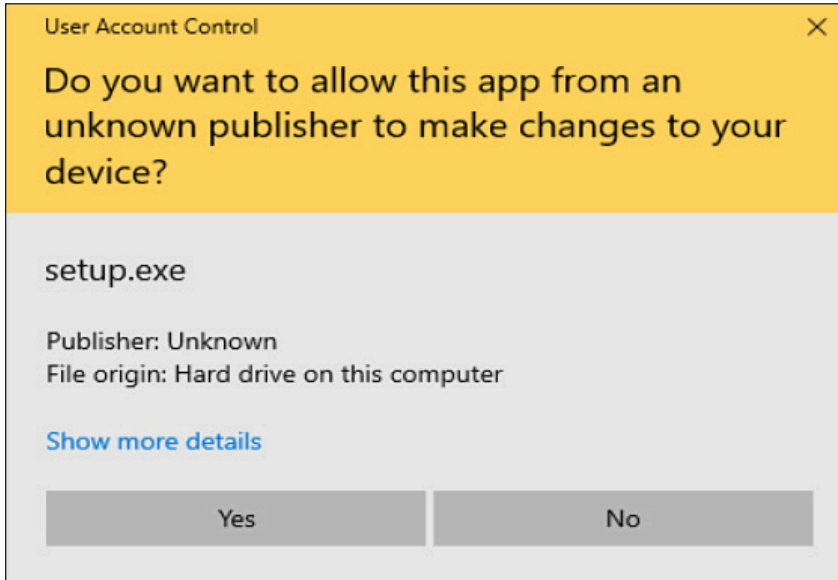 User Account Control
Do you want to allow this app from an
unknown publisher to make changes to your
device?
setup.exe
Publisher: Unknown
File origin: Hard drive on this computer
Show more details
Yes
No